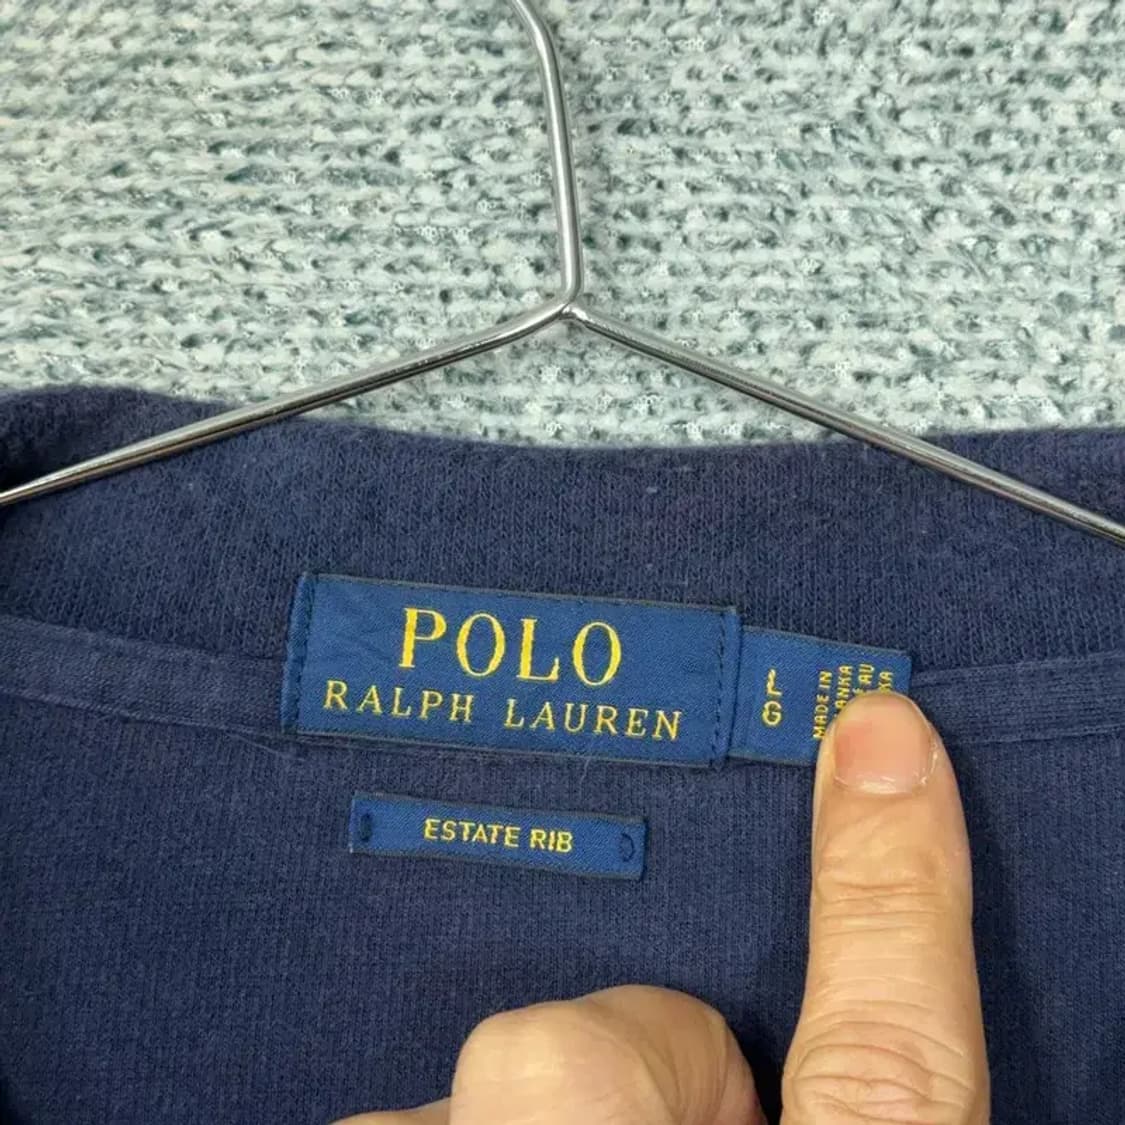 POLO
RALPH LAUREN
L
G
MADE IN
ESTATE RIB